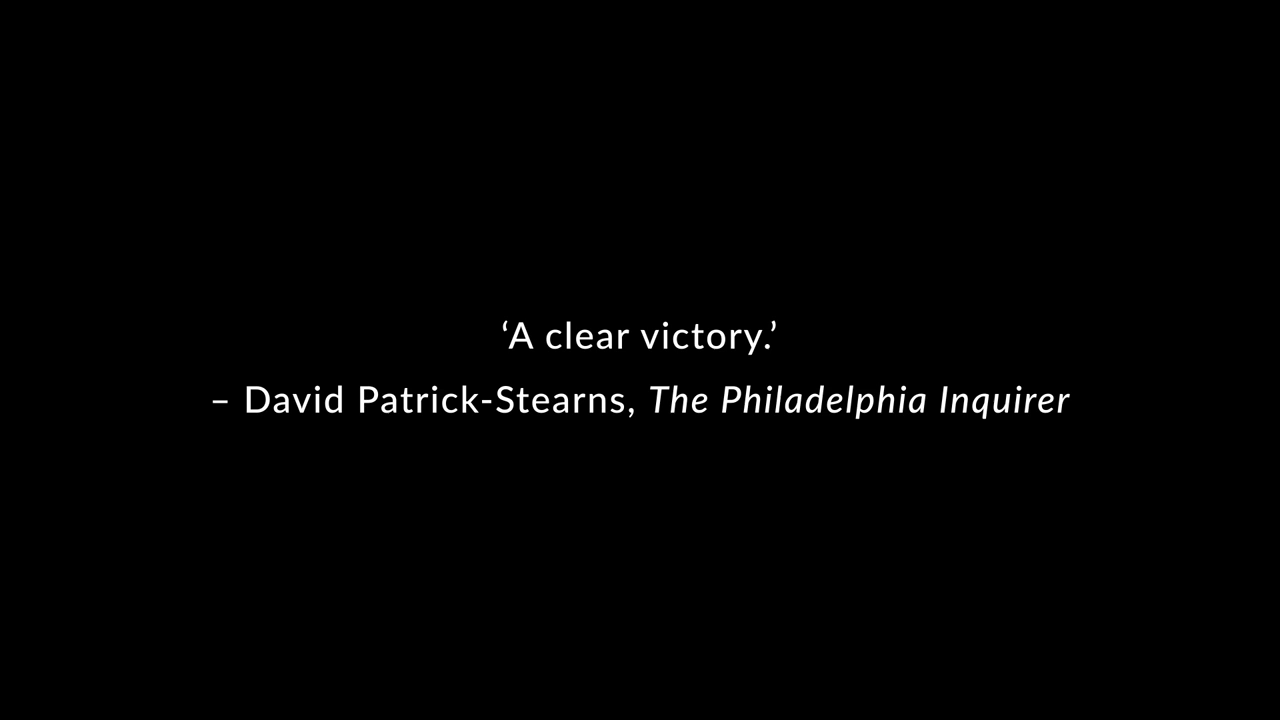 ‘A clear victory.’
– David Patrick-Stearns, The Philadelphia Inquirer